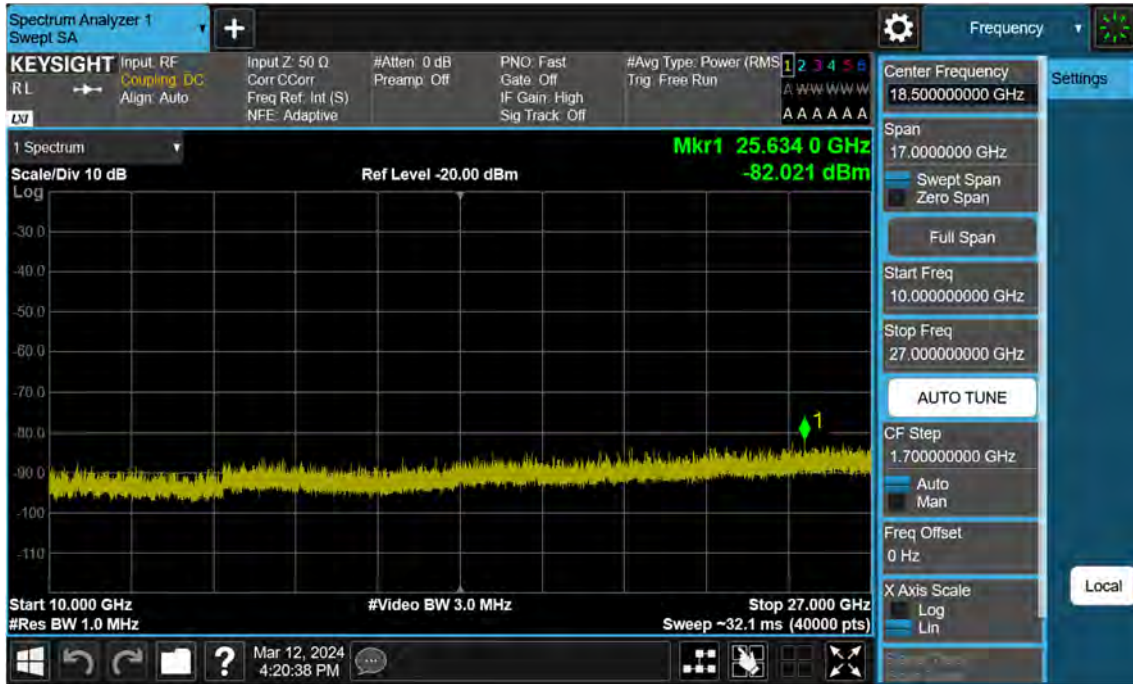 Spectrum Analyzer 1
Swept SA
Frequency
KEYSIGHT
RL
LXI
Input: RF
Coupling: DC
Align: Auto
Input Z: 50 Ω
Corr CCorr
Freq Ref: Int (S)
NFE: Adaptive
#Atten: 0 dB
Preamp: Off
PNO: Fast
Gate: Off
IF Gain: High
Sig Track: Off
#Avg Type: Power (RMS
Trig: Free Run
1 2 3 4 5 6
A W W W W W
A A A A A A
1 Spectrum
Scale/Div 10 dB
Ref Level -20.00 dBm
Mkr1 25.634 0 GHz
-82.021 dBm
Log
-30.0
-40.0
-50.0
-60.0
-70.0
-80.0
-90.0
-100
-110
1
Start 10.000 GHz
#Res BW 1.0 MHz
#Video BW 3.0 MHz
Stop 27.000 GHz
Sweep ~32.1 ms (40000 pts)
Center Frequency
18.500000000 GHz
Span
17.0000000 GHz
Swept Span
Zero Span
Full Span
Start Freq
10.000000000 GHz
Stop Freq
27.000000000 GHz
AUTO TUNE
CF Step
1.700000000 GHz
Auto
Man
Freq Offset
0 Hz
X Axis Scale
Log
Lin
Settings
Local
?
Mar 12, 2024
4:20:38 PM